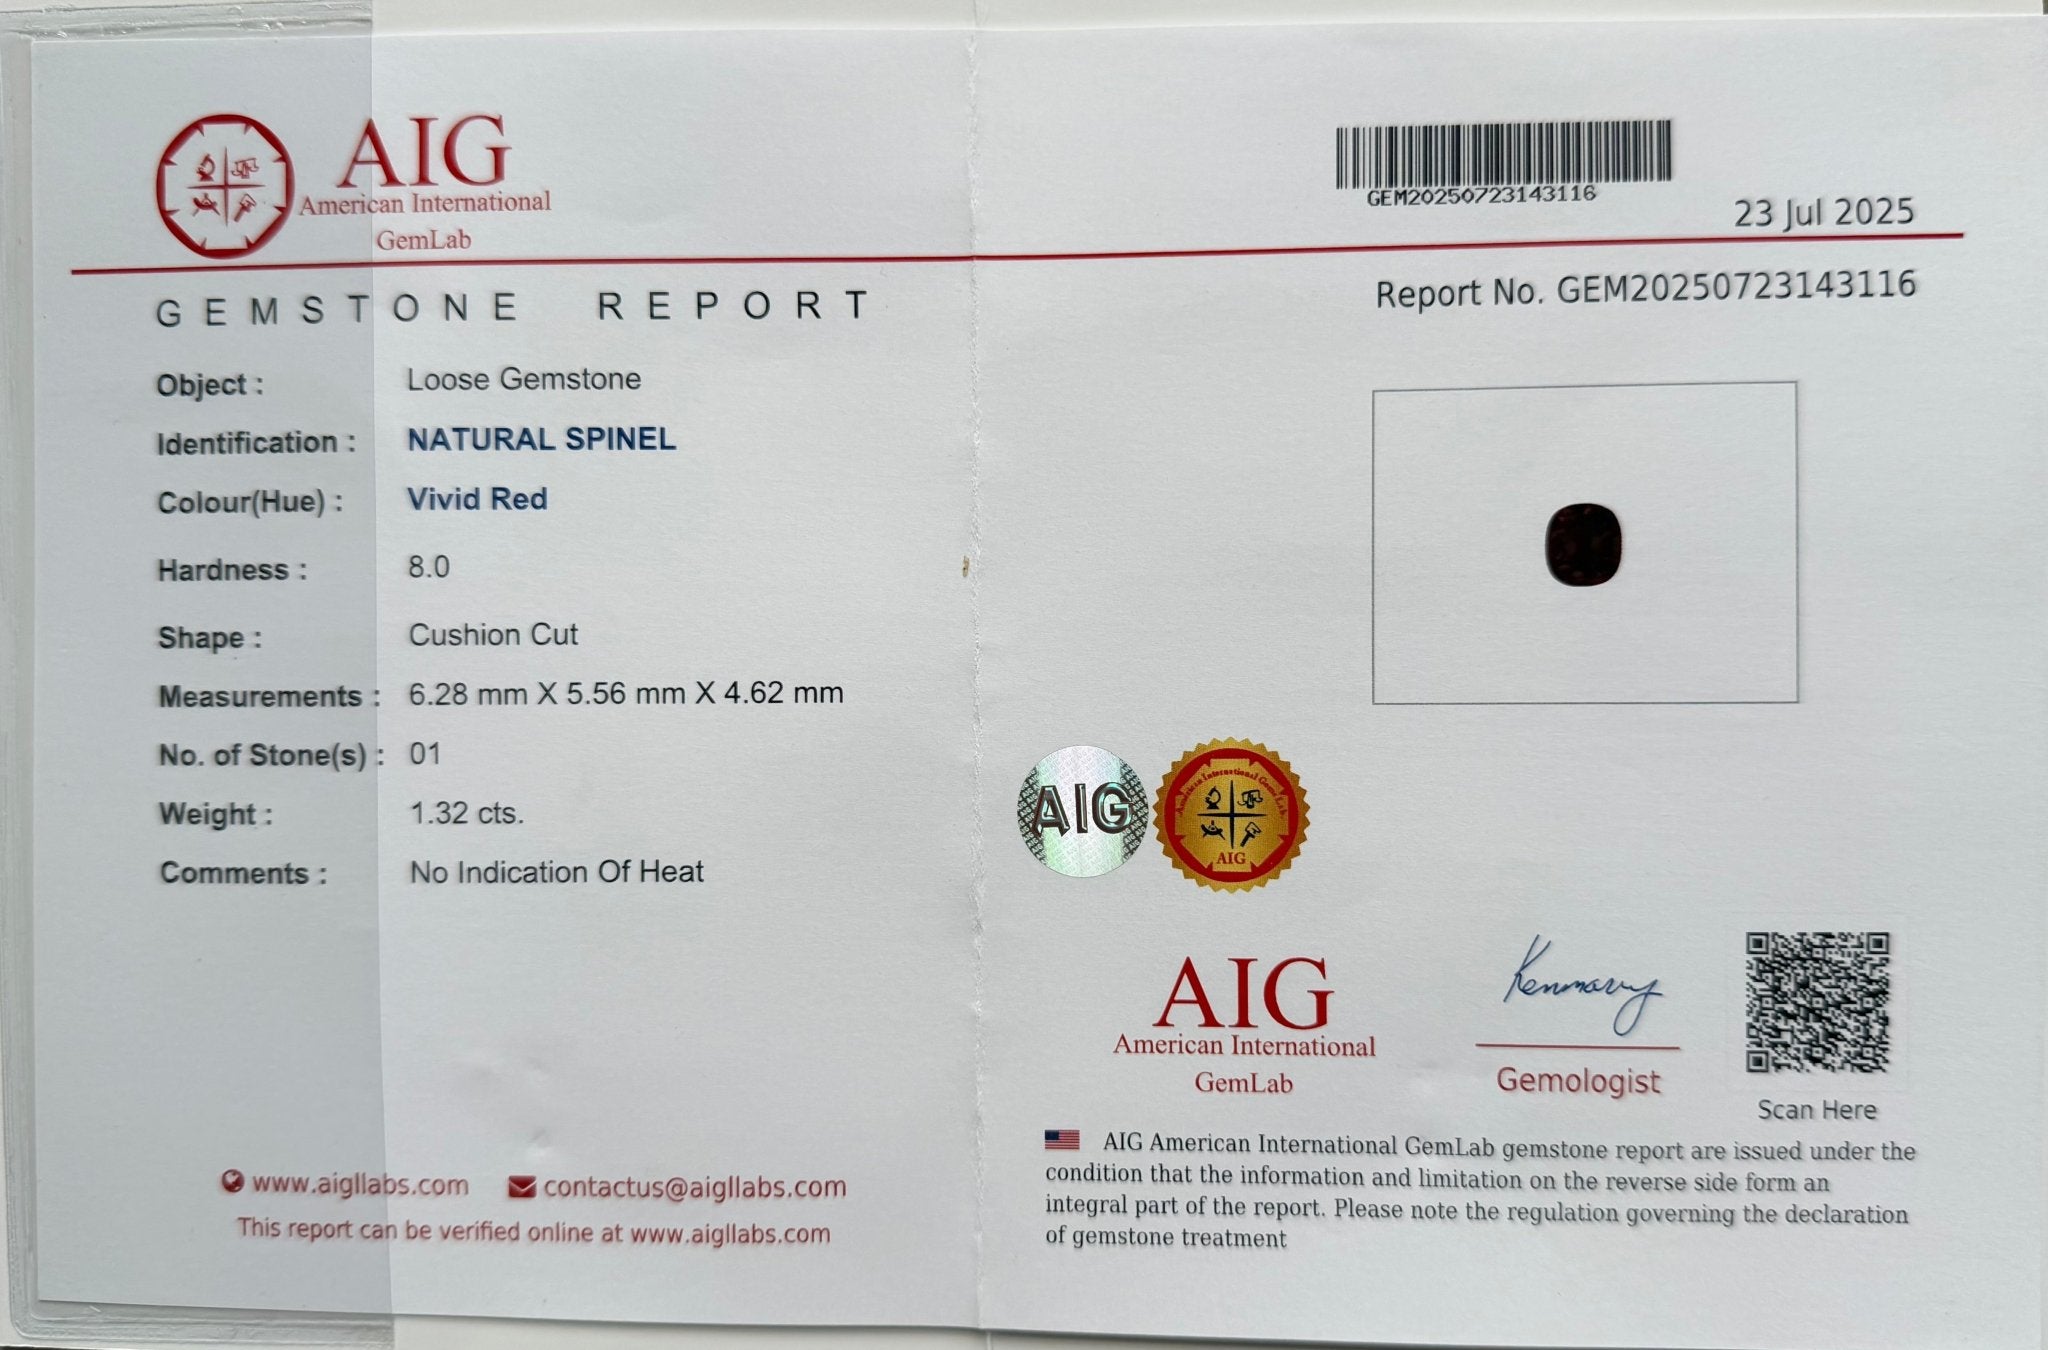 AIG
American International
GemLab
GEM20250723143116
23 Jul 2025
GEMSTONE REPORT
Report No. GEM20250723143116
Object : Loose Gemstone
Identification : NATURAL SPINEL
Colour(Hue) : Vivid Red
Hardness : 8.0
Shape : Cushion Cut
Measurements : 6.28 mm X 5.56 mm X 4.62 mm
No. of Stone(s) : 01
Weight : 1.32 cts.
Comments : No Indication Of Heat
AIG
American International Gem Lab
AIG
AIG
American International
GemLab
Kenmarry
Gemologist
Scan Here
www.aigllabs.com contactus@aigllabs.com
This report can be verified online at www.aigllabs.com
AIG American International GemLab gemstone report are issued under the
condition that the information and limitation on the reverse side form an
integral part of the report. Please note the regulation governing the declaration
of gemstone treatment